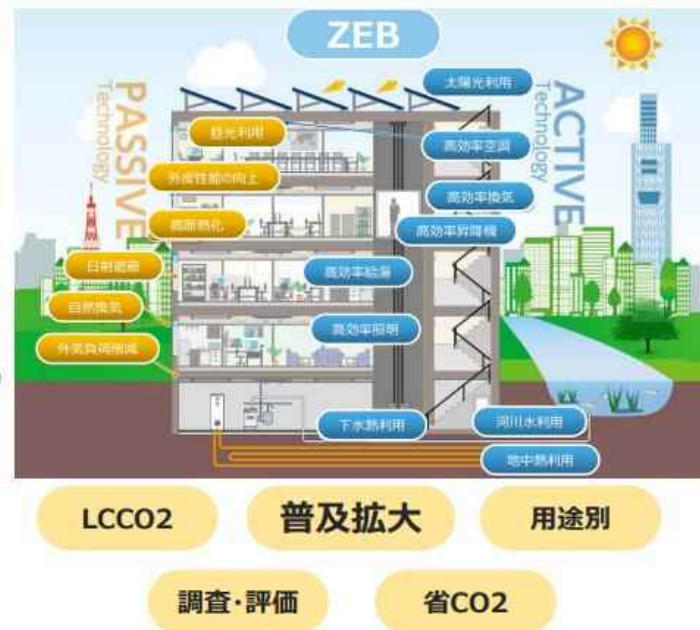 ZEB
PASSIVE
Technology
ACTIVE
Technology
太陽光利用
昼光利用
高効率空調
外皮性能の向上
高効率換気
高断熱化
高効率昇降機
日射遮蔽
高効率給湯
自然換気
高効率照明
外気負荷削減
下水熱利用
河川水利用
地中熱利用
LCCO2
普及拡大
用途別
調査・評価
省CO2